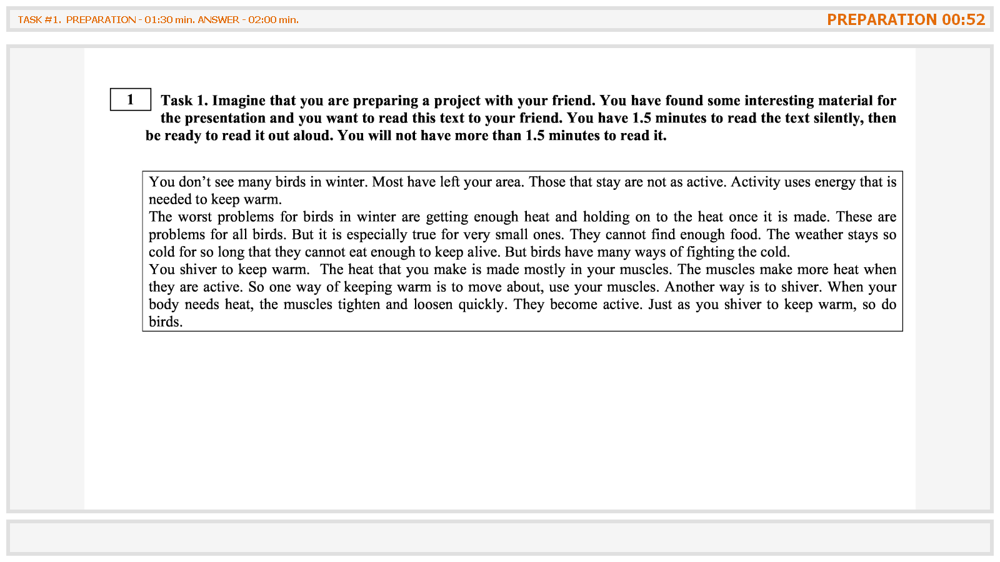 TASK #1. PREPARATION - 01:30 min. ANSWER - 02:00 min.
PREPARATION 00:52
1
Task 1. Imagine that you are preparing a project with your friend. You have found some interesting material for
the presentation and you want to read this text to your friend. You have 1.5 minutes to read the text silently, then
be ready to read it out aloud. You will not have more than 1.5 minutes to read it.
You don’t see many birds in winter. Most have left your area. Those that stay are not as active. Activity uses energy that is
needed to keep warm.
The worst problems for birds in winter are getting enough heat and holding on to the heat once it is made. These are
problems for all birds. But it is especially true for very small ones. They cannot find enough food. The weather stays so
cold for so long that they cannot eat enough to keep alive. But birds have many ways of fighting the cold.
You shiver to keep warm.  The heat that you make is made mostly in your muscles. The muscles make more heat when
they are active. So one way of keeping warm is to move about, use your muscles. Another way is to shiver. When your
body needs heat, the muscles tighten and loosen quickly. They become active. Just as you shiver to keep warm, so do
birds.